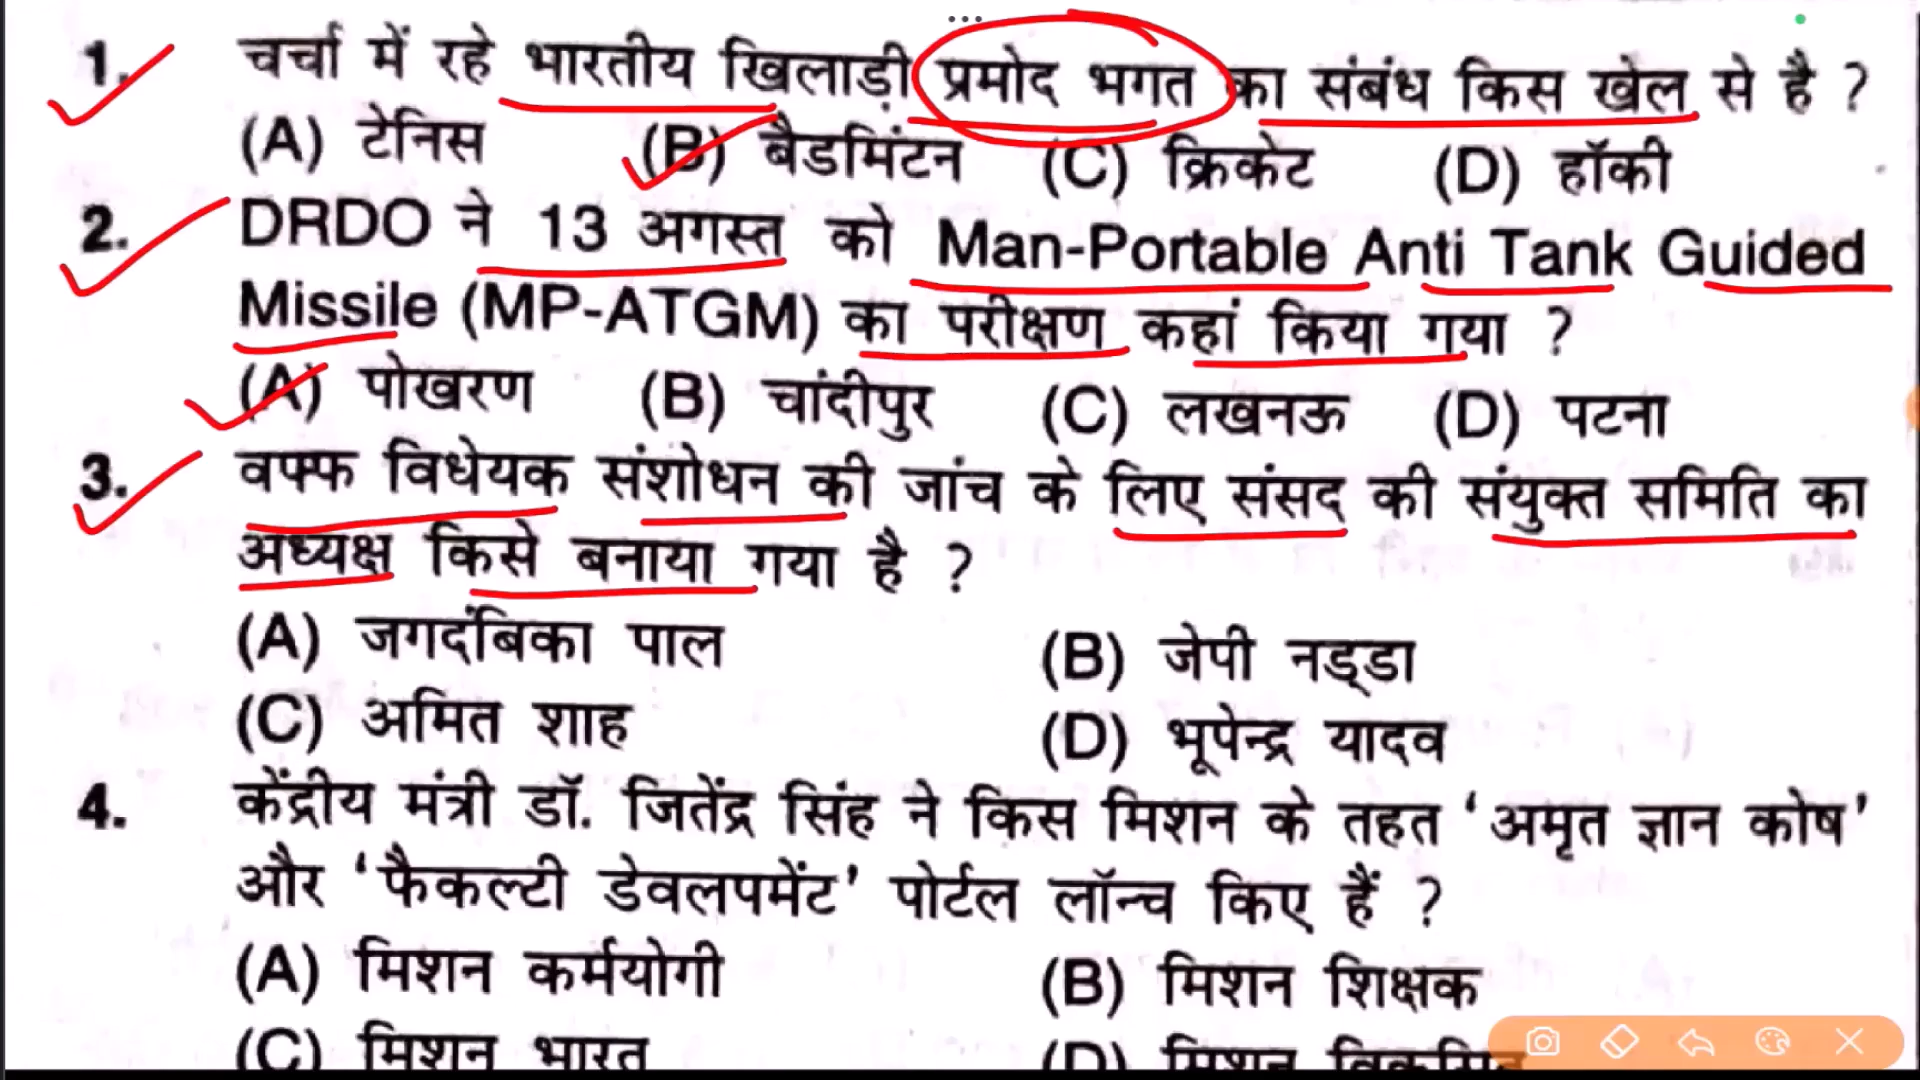 1. चर्चा में रहे भारतीय खिलाड़ी प्रमोद भगत का संबंध किस खेल से है ?
(A) टेनिस (B) बैडमिंटन (C) क्रिकेट (D) हॉकी
2. DRDO ने 13 अगस्त को Man-Portable Anti Tank Guided
Missile (MP-ATGM) का परीक्षण कहां किया गया ?
(A) पोखरण (B) चांदीपुर (C) लखनऊ (D) पटना
3. वफ्फ विधेयक संशोधन की जांच के लिए संसद की संयुक्त समिति का
अध्यक्ष किसे बनाया गया है ?
(A) जगदंबिका पाल (B) जेपी नड्डा
(C) अमित शाह (D) भूपेन्द्र यादव
4. केंद्रीय मंत्री डॉ. जितेंद्र सिंह ने किस मिशन के तहत ‘अमृत ज्ञान कोष’
और ‘फैकल्टी डेवलपमेंट’ पोर्टल लॉन्च किए हैं ?
(A) मिशन कर्मयोगी (B) मिशन शिक्षक
(C) मिशन भारत (D) मिशन